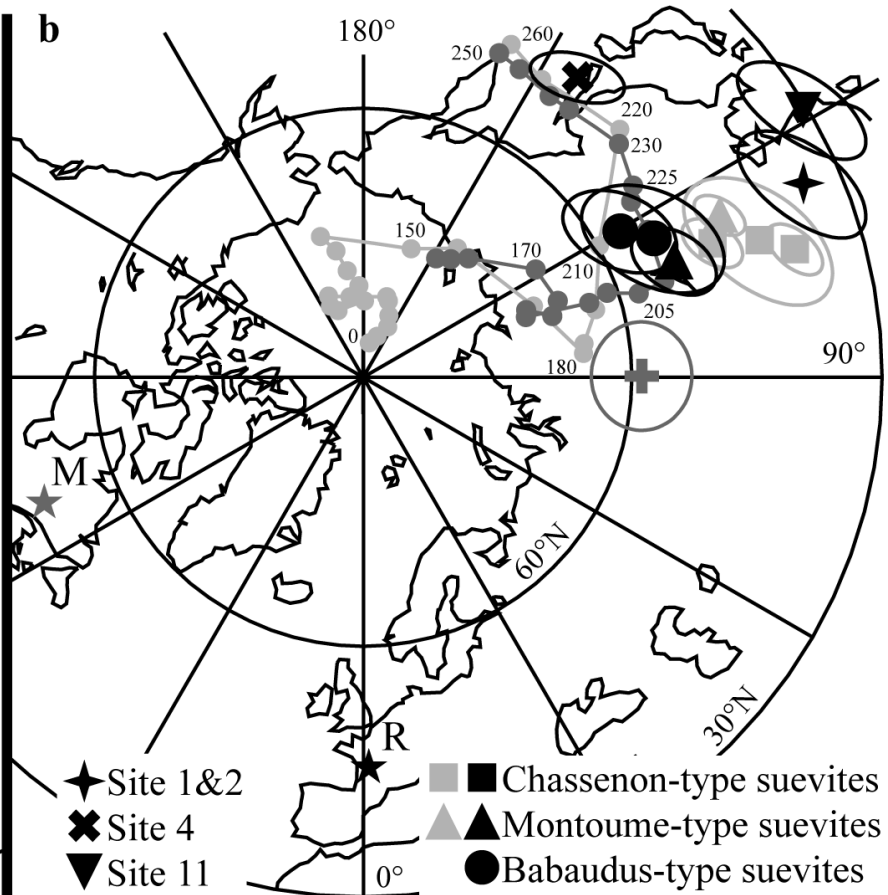 b
180°
260
250
220
230
225
150
170
210
205
0
180
90°
M
60°N
30°N
R
Site 1&2
Site 4
Site 11
0°
Chassenon-type suevites
Montoume-type suevites
Babaudus-type suevites